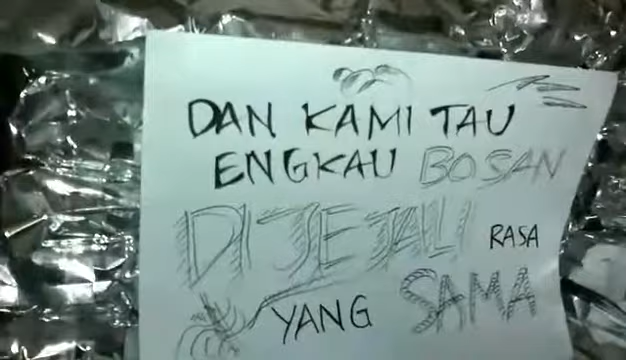 DAN KAMI TAU
ENGKAU BOSAN
DIJEJALI RASA
YANG SAMA